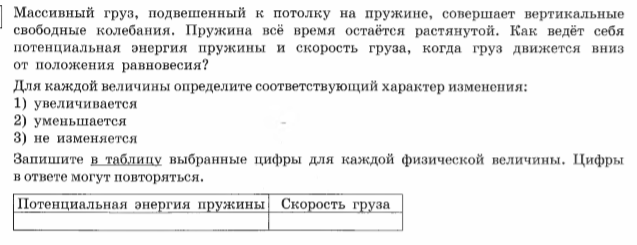 Массивный груз, подвешенный к потолку на пружине, совершает вертикальные
свободные колебания. Пружина всё время остаётся растянутой. Как ведёт себя
потенциальная энергия пружины и скорость груза, когда груз движется вниз
от положения равновесия?
Для каждой величины определите соответствующий характер изменения:
1) увеличивается
2) уменьшается
3) не изменяется
Запишите в таблицу выбранные цифры для каждой физической величины. Цифры
в ответе могут повторяться.
Потенциальная энергия пружины Скорость груза